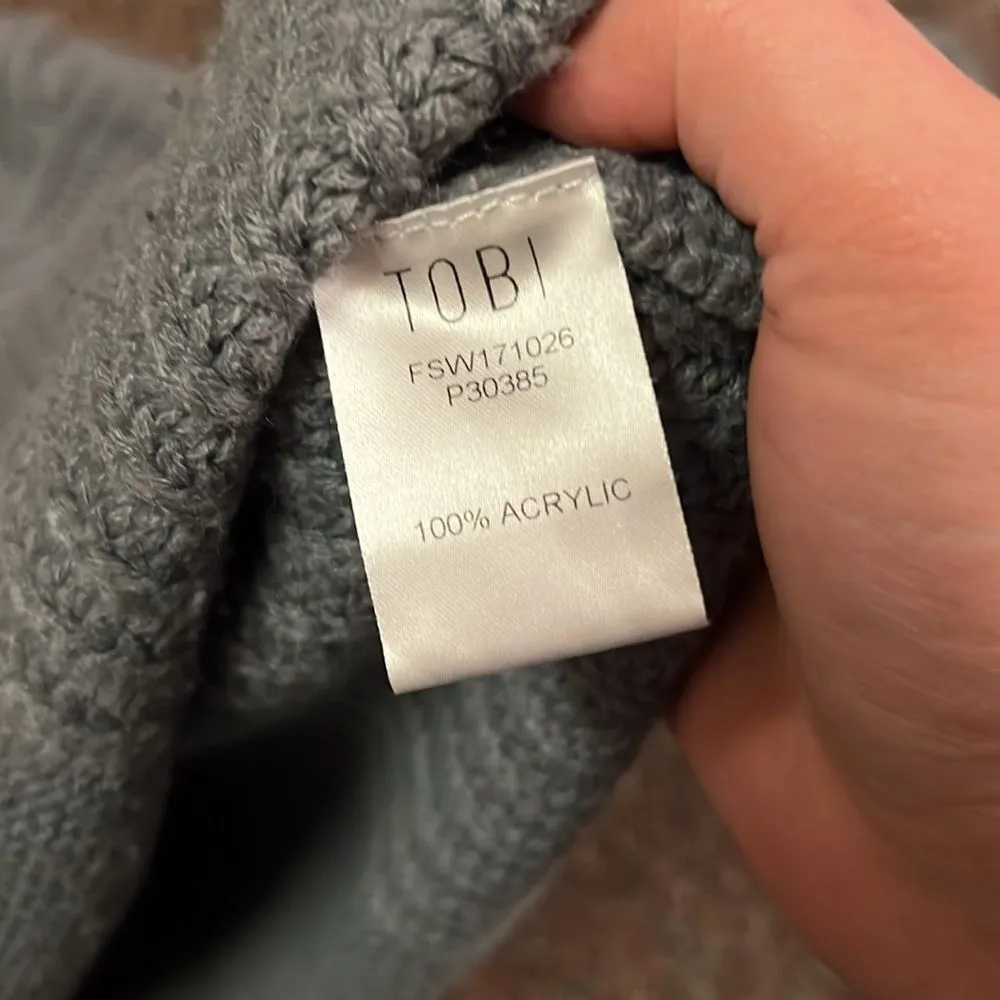 TOBI
FSW171026
P30385
100% ACRYLIC